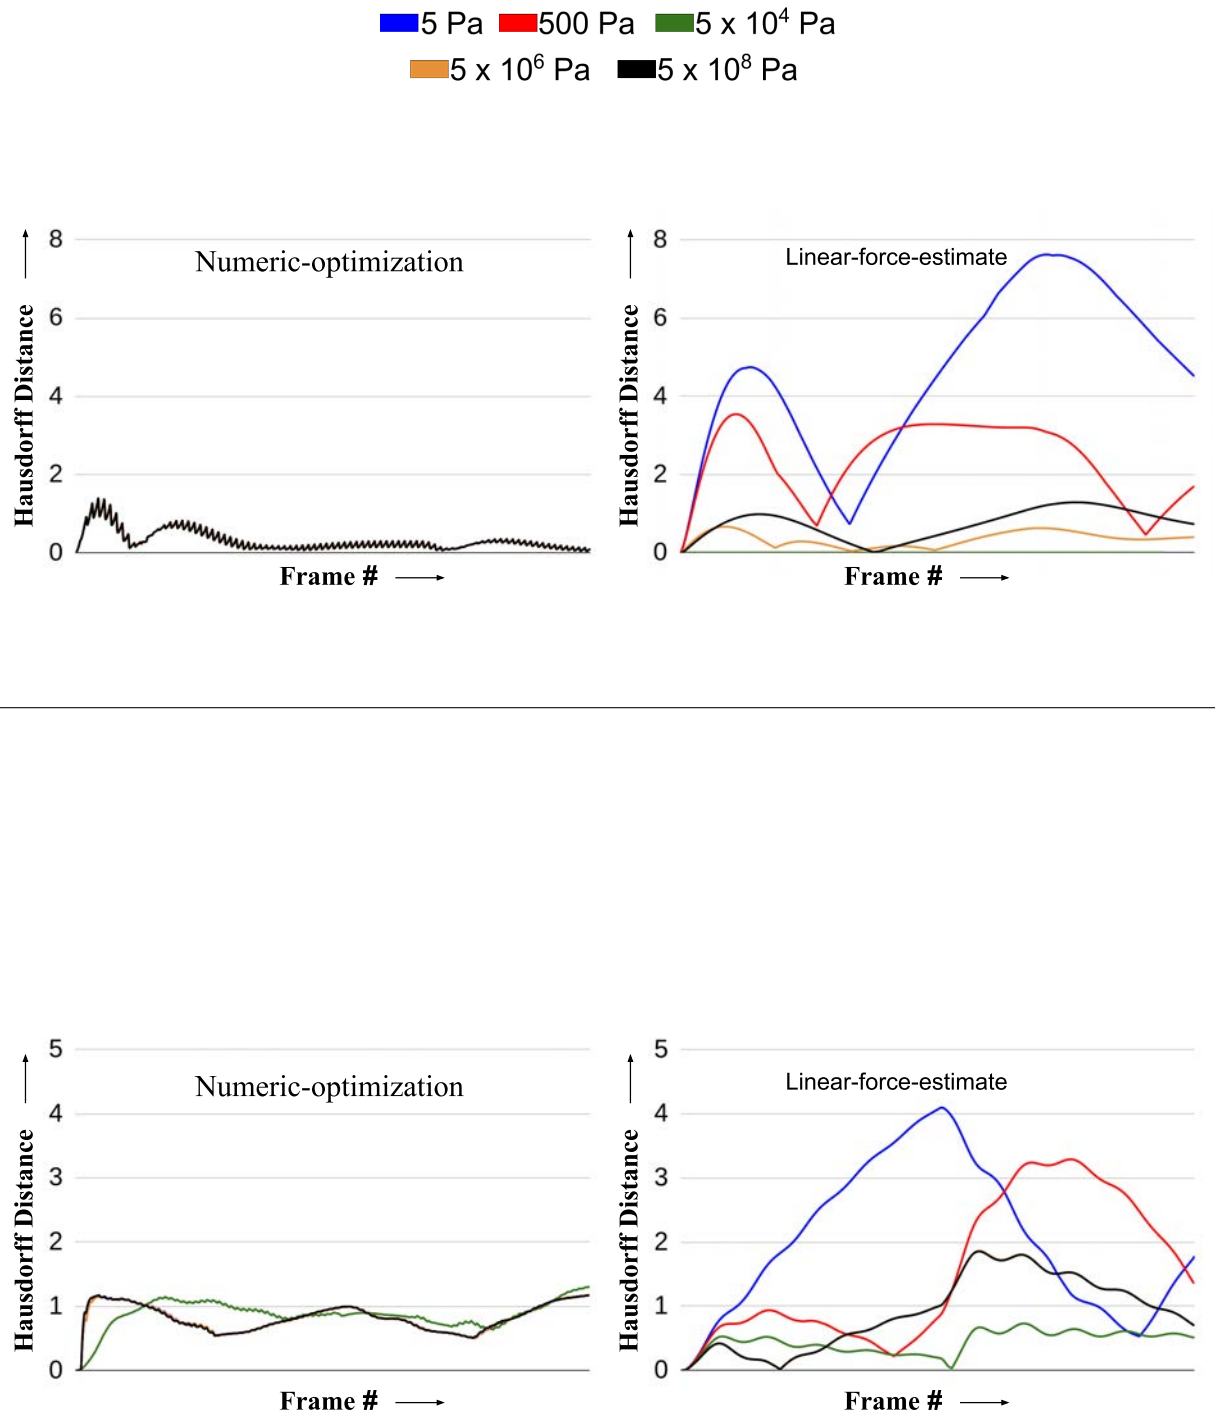 5 Pa 500 Pa 5 x 10⁴ Pa
5 x 10⁶ Pa 5 x 10⁸ Pa
Numeric-optimization
Hausdorff Distance
8
6
4
2
0
Frame #
Linear-force-estimate
Hausdorff Distance
8
6
4
2
0
Frame #
Numeric-optimization
Hausdorff Distance
5
4
3
2
1
0
Frame #
Linear-force-estimate
Hausdorff Distance
5
4
3
2
1
0
Frame #